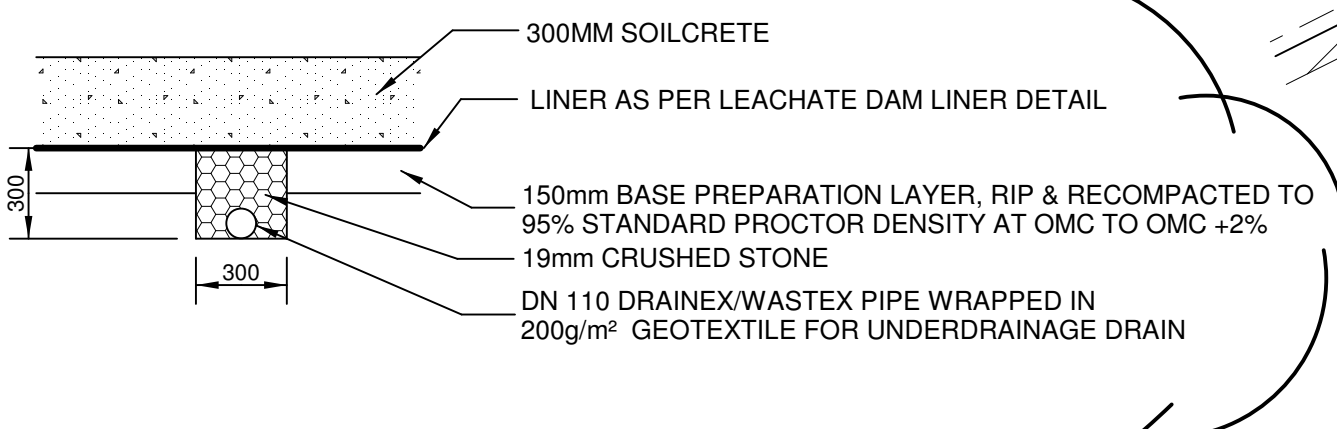 300MM SOILCRETE
LINER AS PER LEACHATE DAM LINER DETAIL
300
150mm BASE PREPARATION LAYER, RIP & RECOMPACTED TO
95% STANDARD PROCTOR DENSITY AT OMC TO OMC +2%
19mm CRUSHED STONE
300
DN 110 DRAINEX/WASTEX PIPE WRAPPED IN
200g/m² GEOTEXTILE FOR UNDERDRAINAGE DRAIN